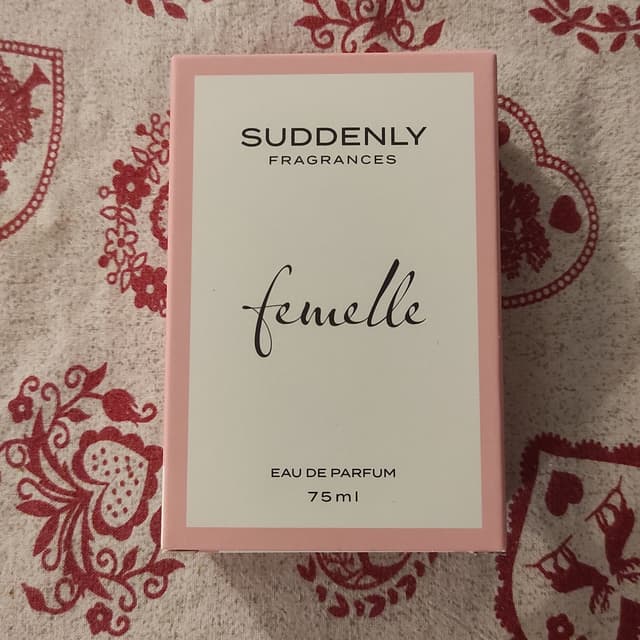 SUDDENLY
FRAGRANCES
femelle
EAU DE PARFUM
75ml